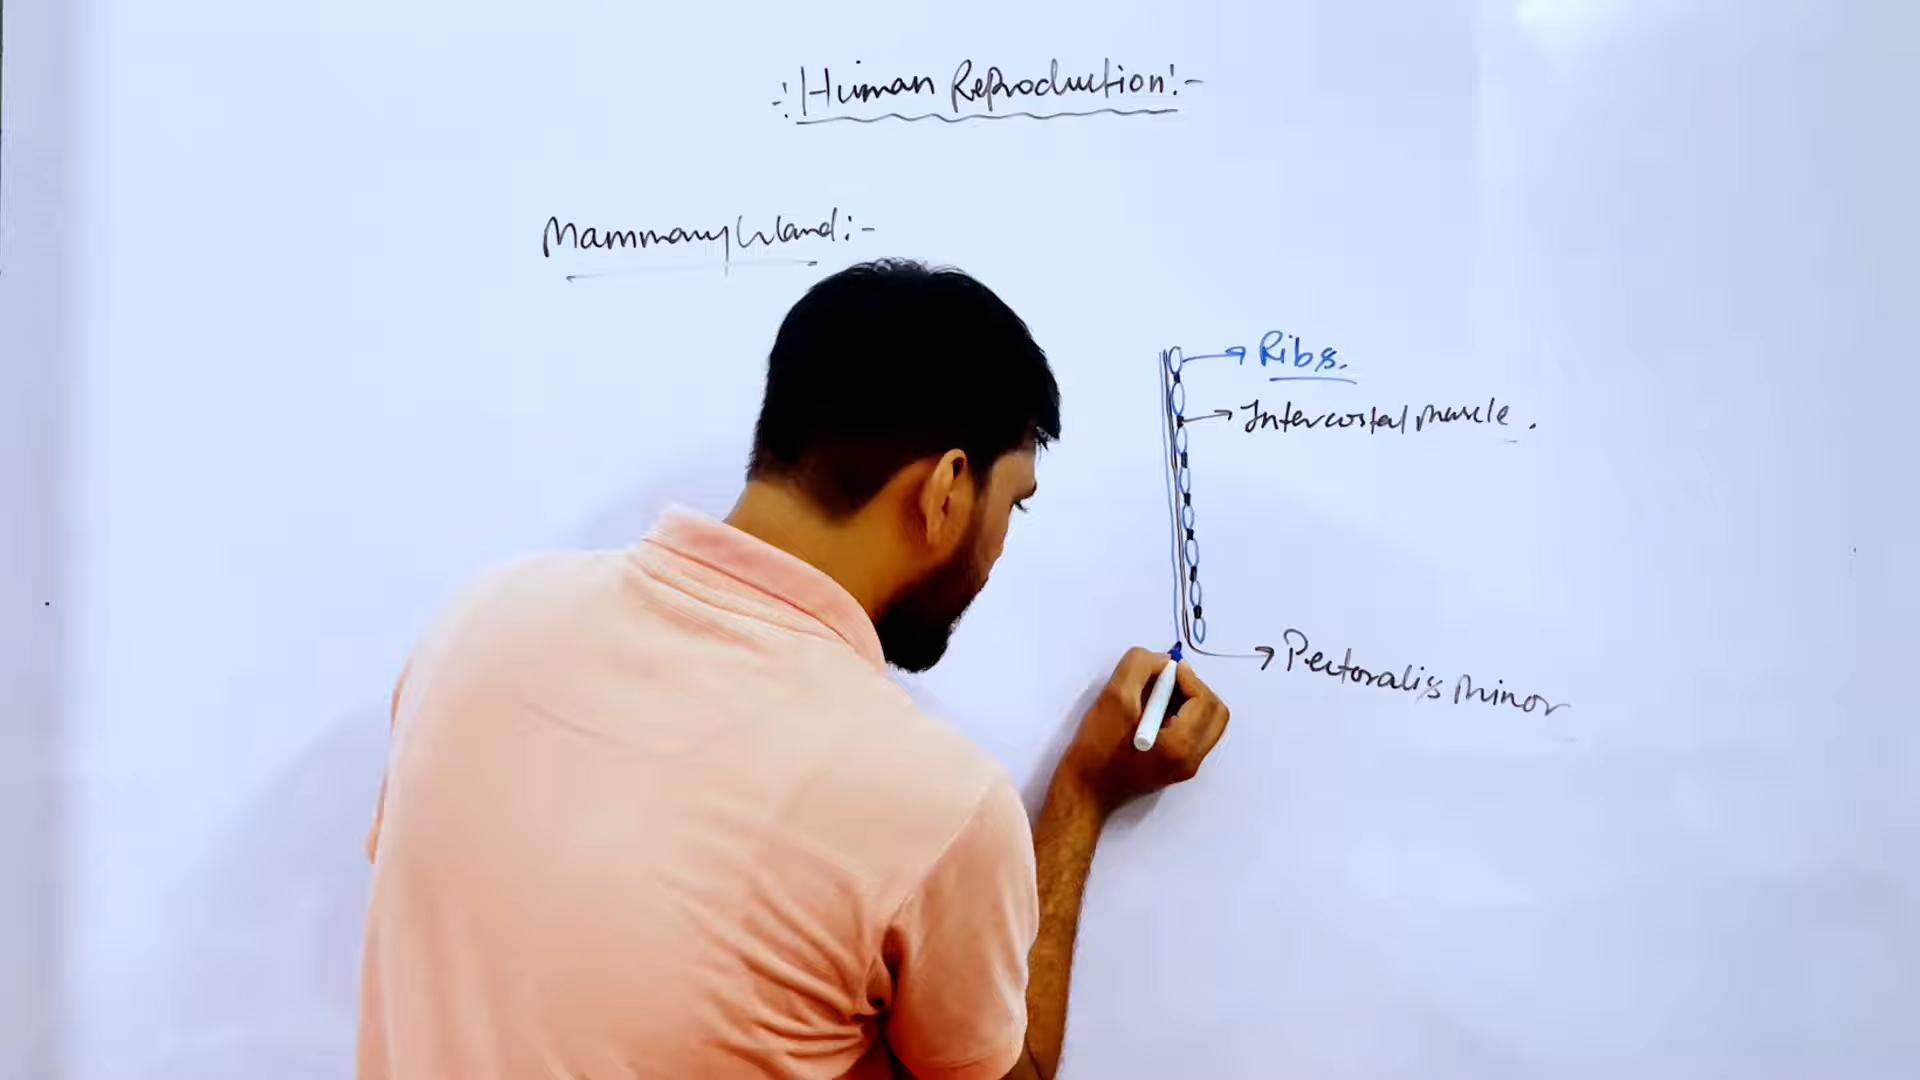 -:Human Reproduction:-
Mammary Gland:-
Ribs.
Intercostal muscle.
Pectoralis minor